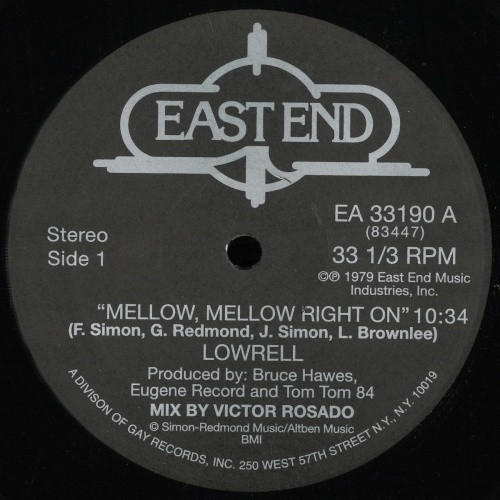 EAST END
Stereo
Side 1
EA 33190 A
(83447)
33 1/3 RPM
©℗ 1979 East End Music
Industries, Inc.
"MELLOW, MELLOW RIGHT ON" 10:34
(F. Simon, G. Redmond, J. Simon, L. Brownlee)
LOWRELL
Produced by: Bruce Hawes,
Eugene Record and Tom Tom 84
MIX BY VICTOR ROSADO
© Simon-Redmond Music/Altben Music
BMI
A DIVISION OF GAY RECORDS, INC. 250 WEST 57TH STREET N.Y., N.Y. 10019